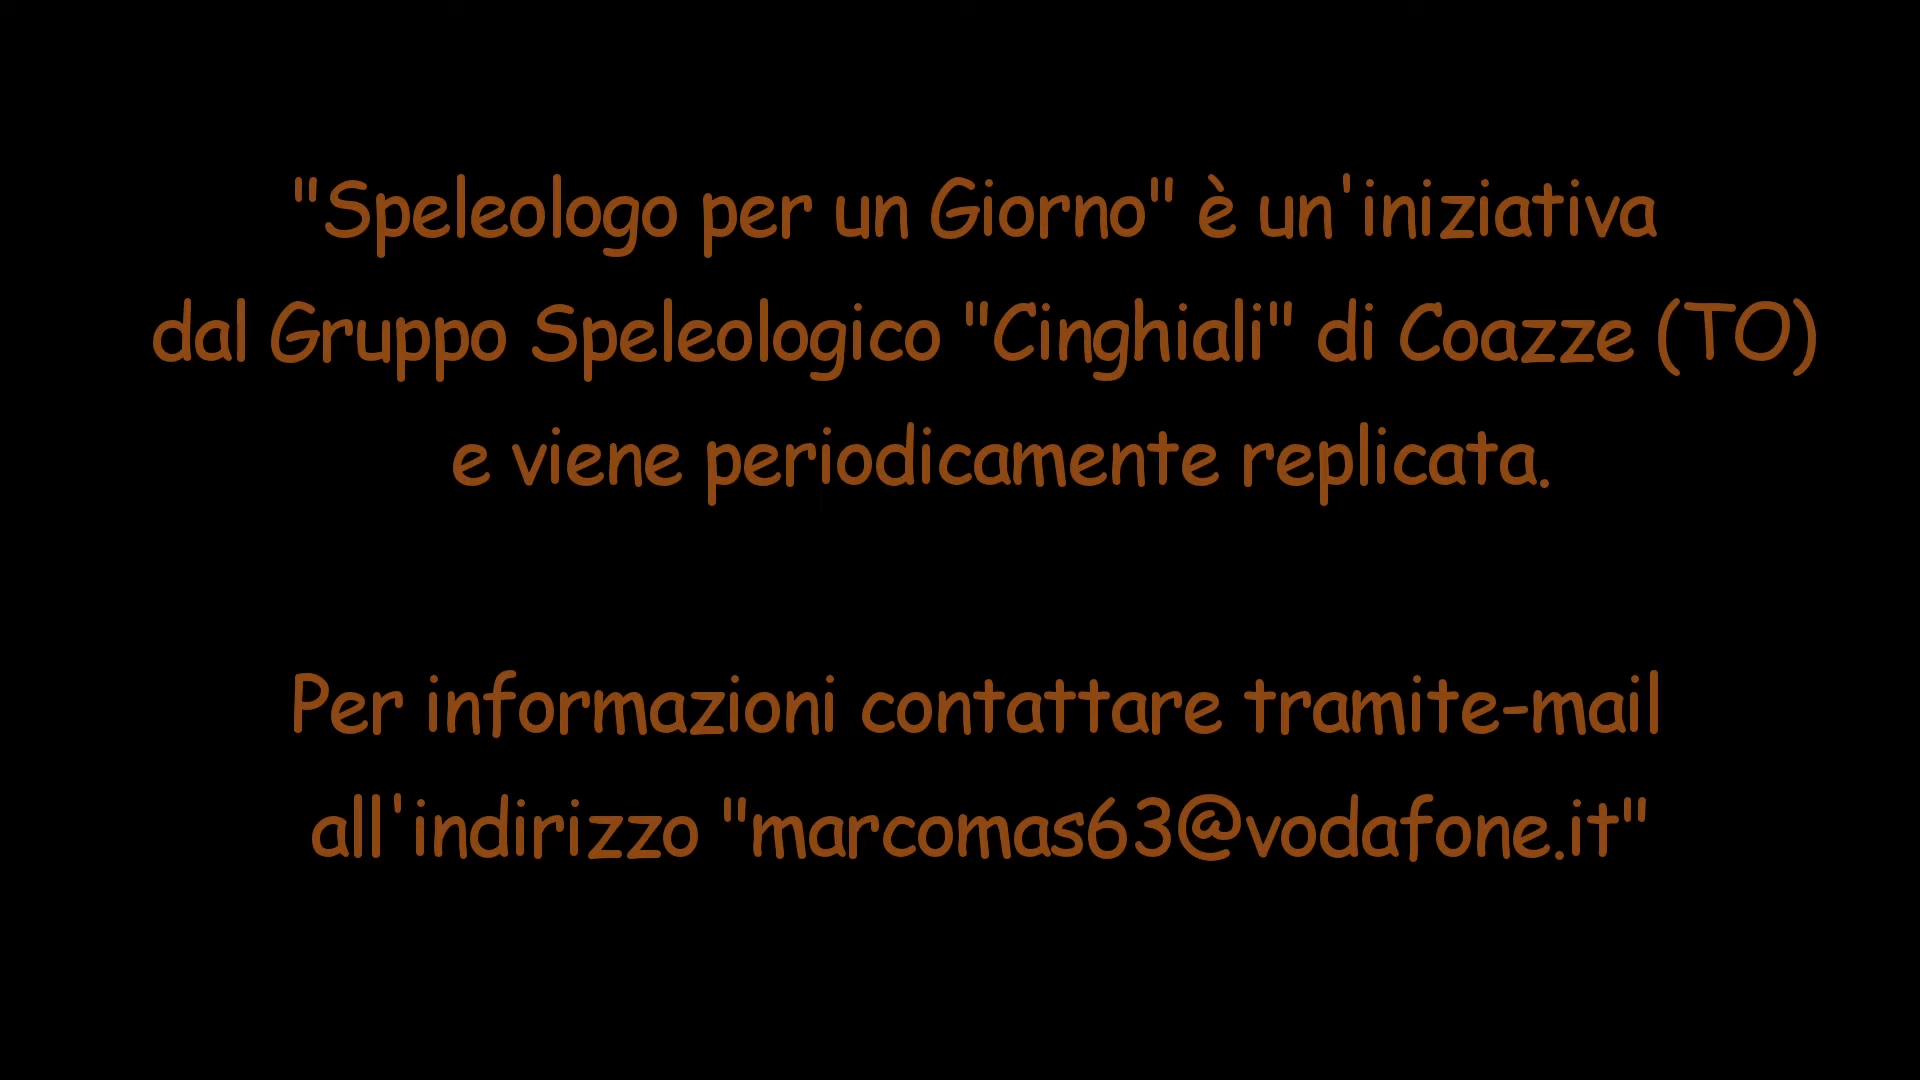 "Speleologo per un Giorno" è un'iniziativa
dal Gruppo Speleologico "Cinghiali" di Coazze (TO)
e viene periodicamente replicata.
Per informazioni contattare tramite-mail
all'indirizzo "marcomas63@vodafone.it"